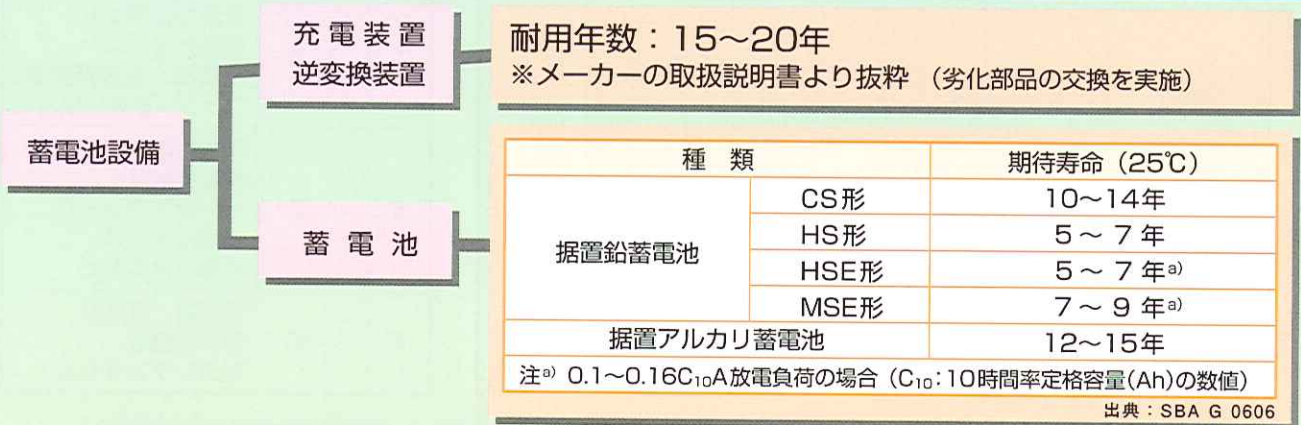 蓄電池設備
充電装置
逆変換装置
耐用年数：15～20年
※メーカーの取扱説明書より抜粋 （劣化部品の交換を実施）
蓄電池
種類 期待寿命（25℃）
据置鉛蓄電池
CS形 10～14年
HS形 5～7年
HSE形 5～7年a)
MSE形 7～9年a)
据置アルカリ蓄電池 12～15年
注a) 0.1～0.16C₁₀A放電負荷の場合（C₁₀：10時間率定格容量(Ah)の数値）
出典：SBA G 0606